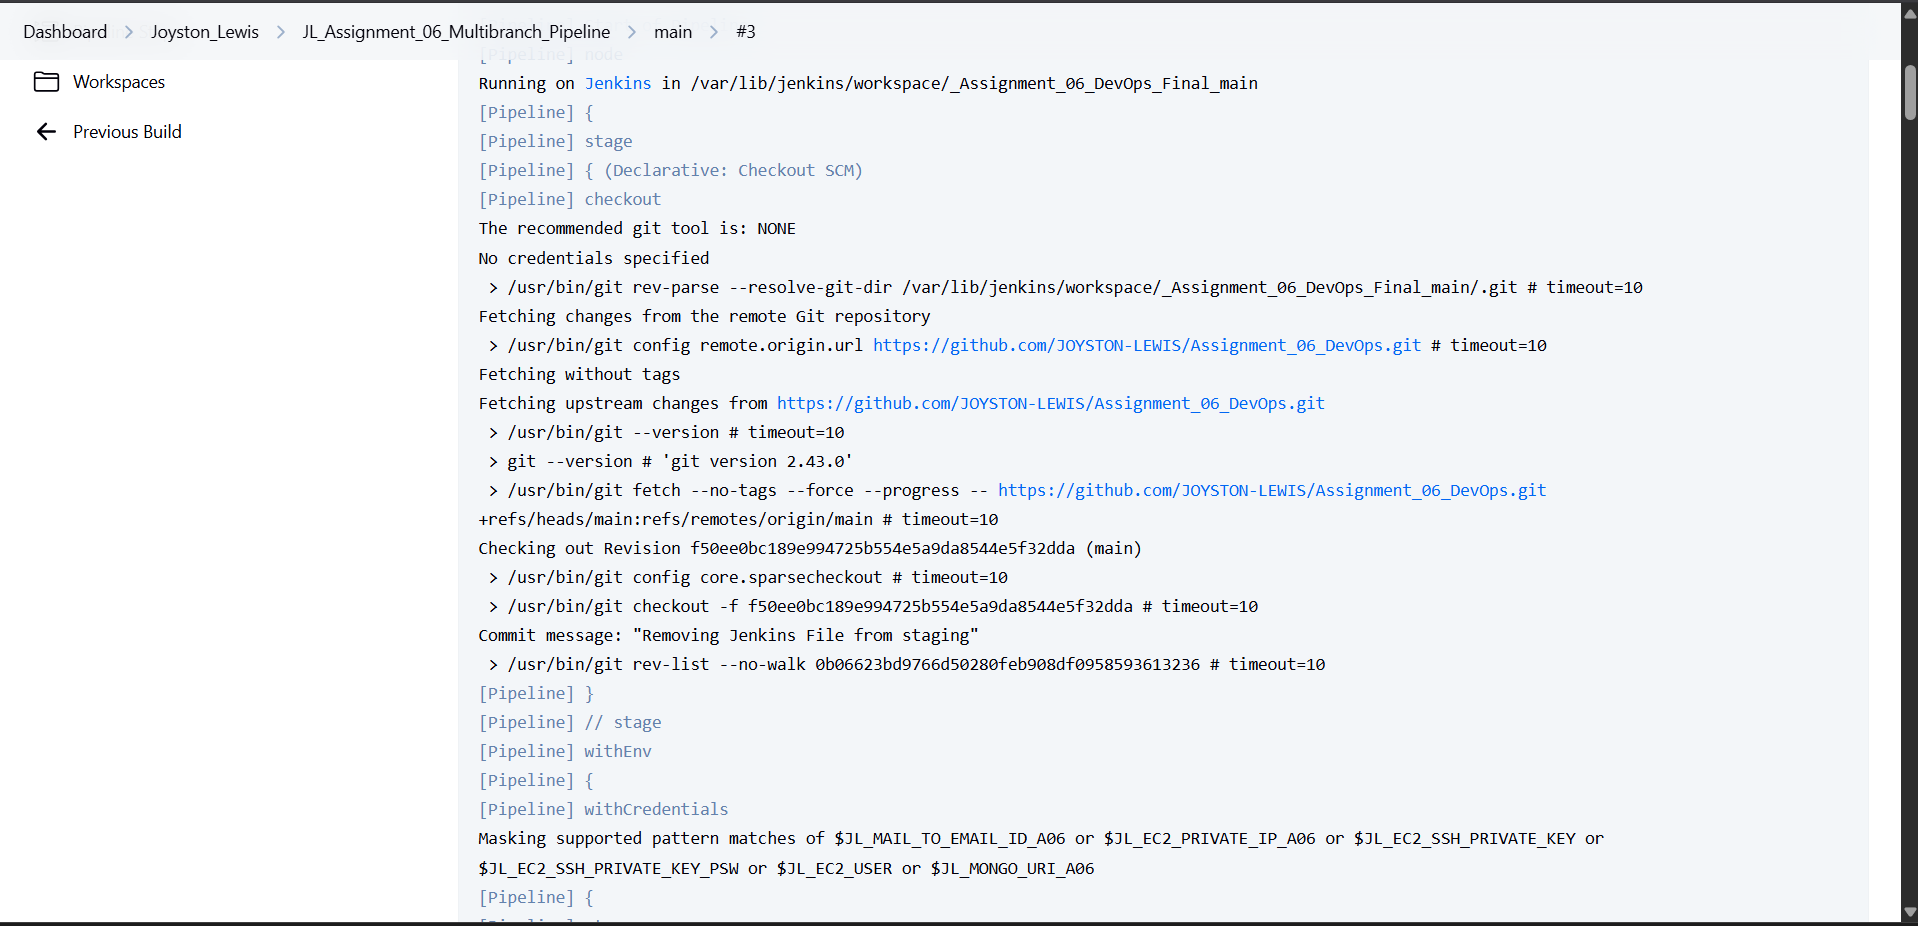 Dashboard > Joyston_Lewis > JL_Assignment_06_Multibranch_Pipeline > main > #3
Workspaces
Previous Build
[Pipeline] node
Running on Jenkins in /var/lib/jenkins/workspace/_Assignment_06_DevOps_Final_main
[Pipeline] {
[Pipeline] stage
[Pipeline] { (Declarative: Checkout SCM)
[Pipeline] checkout
The recommended git tool is: NONE
No credentials specified
 > /usr/bin/git rev-parse --resolve-git-dir /var/lib/jenkins/workspace/_Assignment_06_DevOps_Final_main/.git # timeout=10
Fetching changes from the remote Git repository
 > /usr/bin/git config remote.origin.url https://github.com/JOYSTON-LEWIS/Assignment_06_DevOps.git # timeout=10
Fetching without tags
Fetching upstream changes from https://github.com/JOYSTON-LEWIS/Assignment_06_DevOps.git
 > /usr/bin/git --version # timeout=10
 > git --version # 'git version 2.43.0'
 > /usr/bin/git fetch --no-tags --force --progress -- https://github.com/JOYSTON-LEWIS/Assignment_06_DevOps.git
+refs/heads/main:refs/remotes/origin/main # timeout=10
Checking out Revision f50ee0bc189e994725b554e5a9da8544e5f32dda (main)
 > /usr/bin/git config core.sparsecheckout # timeout=10
 > /usr/bin/git checkout -f f50ee0bc189e994725b554e5a9da8544e5f32dda # timeout=10
Commit message: "Removing Jenkins File from staging"
 > /usr/bin/git rev-list --no-walk 0b06623bd9766d50280feb908df0958593613236 # timeout=10
[Pipeline] }
[Pipeline] // stage
[Pipeline] withEnv
[Pipeline] {
[Pipeline] withCredentials
Masking supported pattern matches of $JL_MAIL_TO_EMAIL_ID_A06 or $JL_EC2_PRIVATE_IP_A06 or $JL_EC2_SSH_PRIVATE_KEY or
$JL_EC2_SSH_PRIVATE_KEY_PSW or $JL_EC2_USER or $JL_MONGO_URI_A06
[Pipeline] {